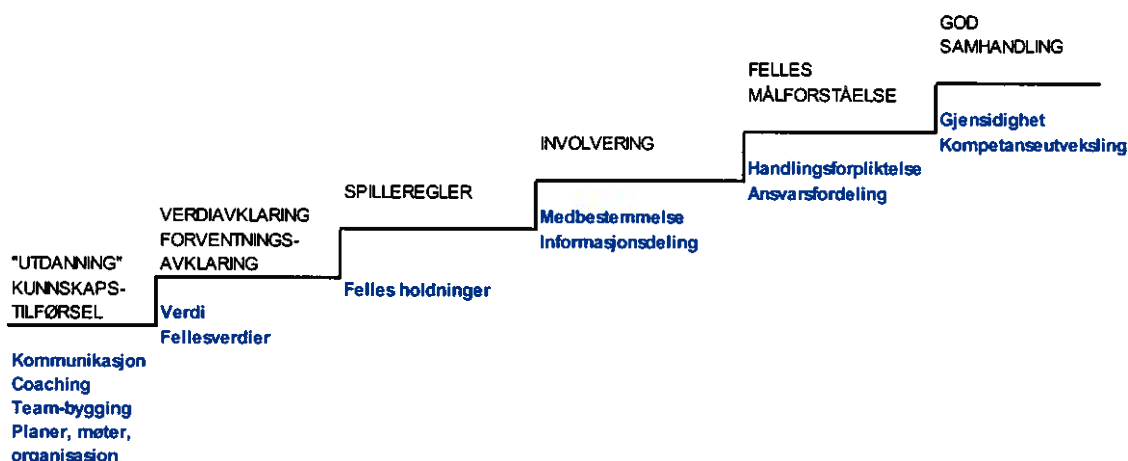 "UTDANNING"
KUNNSKAPS-
TILFØRSEL
Kommunikasjon
Coaching
Team-bygging
Planer, møter,
organisasjon
VERDIAVKLARING
FORVENTNINGS-
AVKLARING
Verdi
Fellesverdier
SPILLEREGLER
Felles holdninger
INVOLVERING
Medbestemmelse
Informasjonsdeling
FELLES
MÅLFORSTÅELSE
Handlingsforpliktelse
Ansvarsfordeling
GOD
SAMHANDLING
Gjensidighet
Kompetanseutveksling